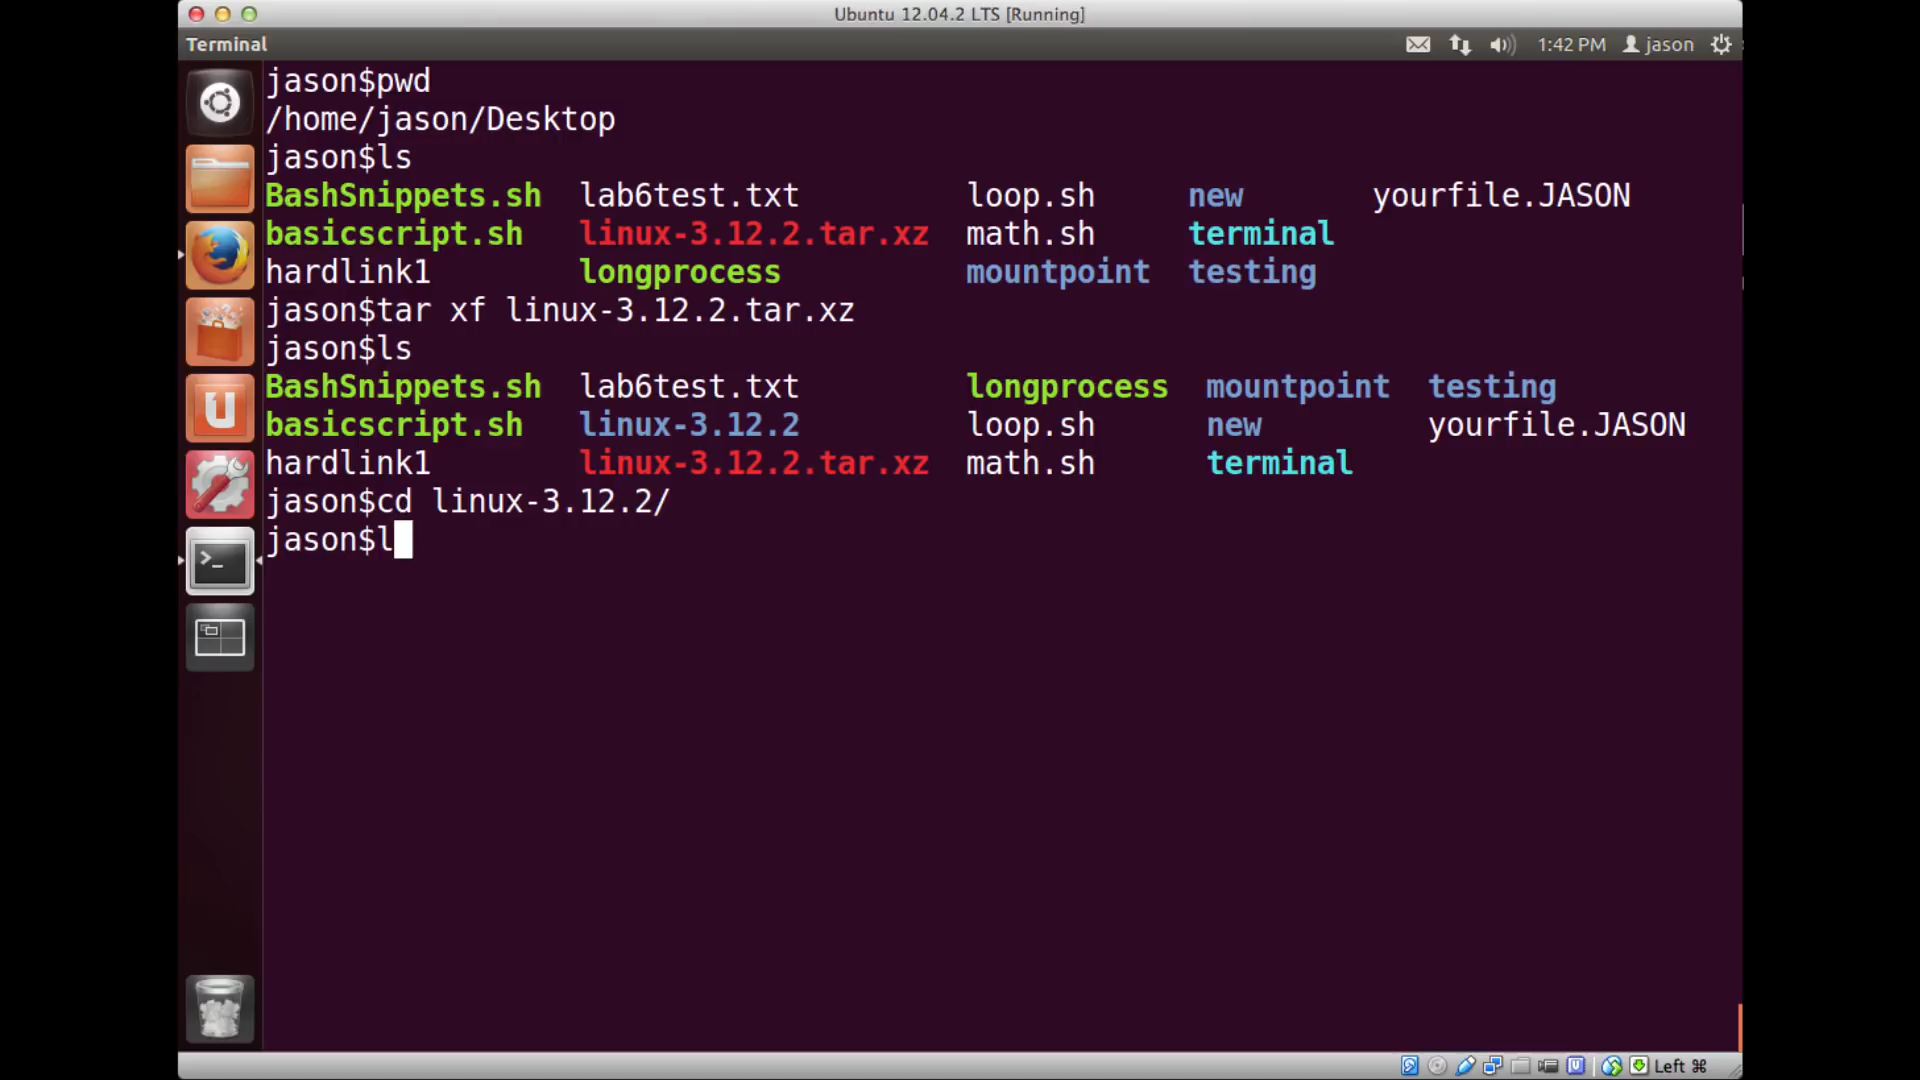 Ubuntu 12.04.2 LTS [Running]
Terminal 1:42 PM jason
jason$pwd
/home/jason/Desktop
jason$ls
BashSnippets.sh lab6test.txt loop.sh new yourfile.JASON
basicscript.sh linux-3.12.2.tar.xz math.sh terminal
hardlink1 longprocess mountpoint testing
jason$tar xf linux-3.12.2.tar.xz
jason$ls
BashSnippets.sh lab6test.txt longprocess mountpoint testing
basicscript.sh linux-3.12.2 loop.sh new yourfile.JASON
hardlink1 linux-3.12.2.tar.xz math.sh terminal
jason$cd linux-3.12.2/
jason$l
Left ⌘